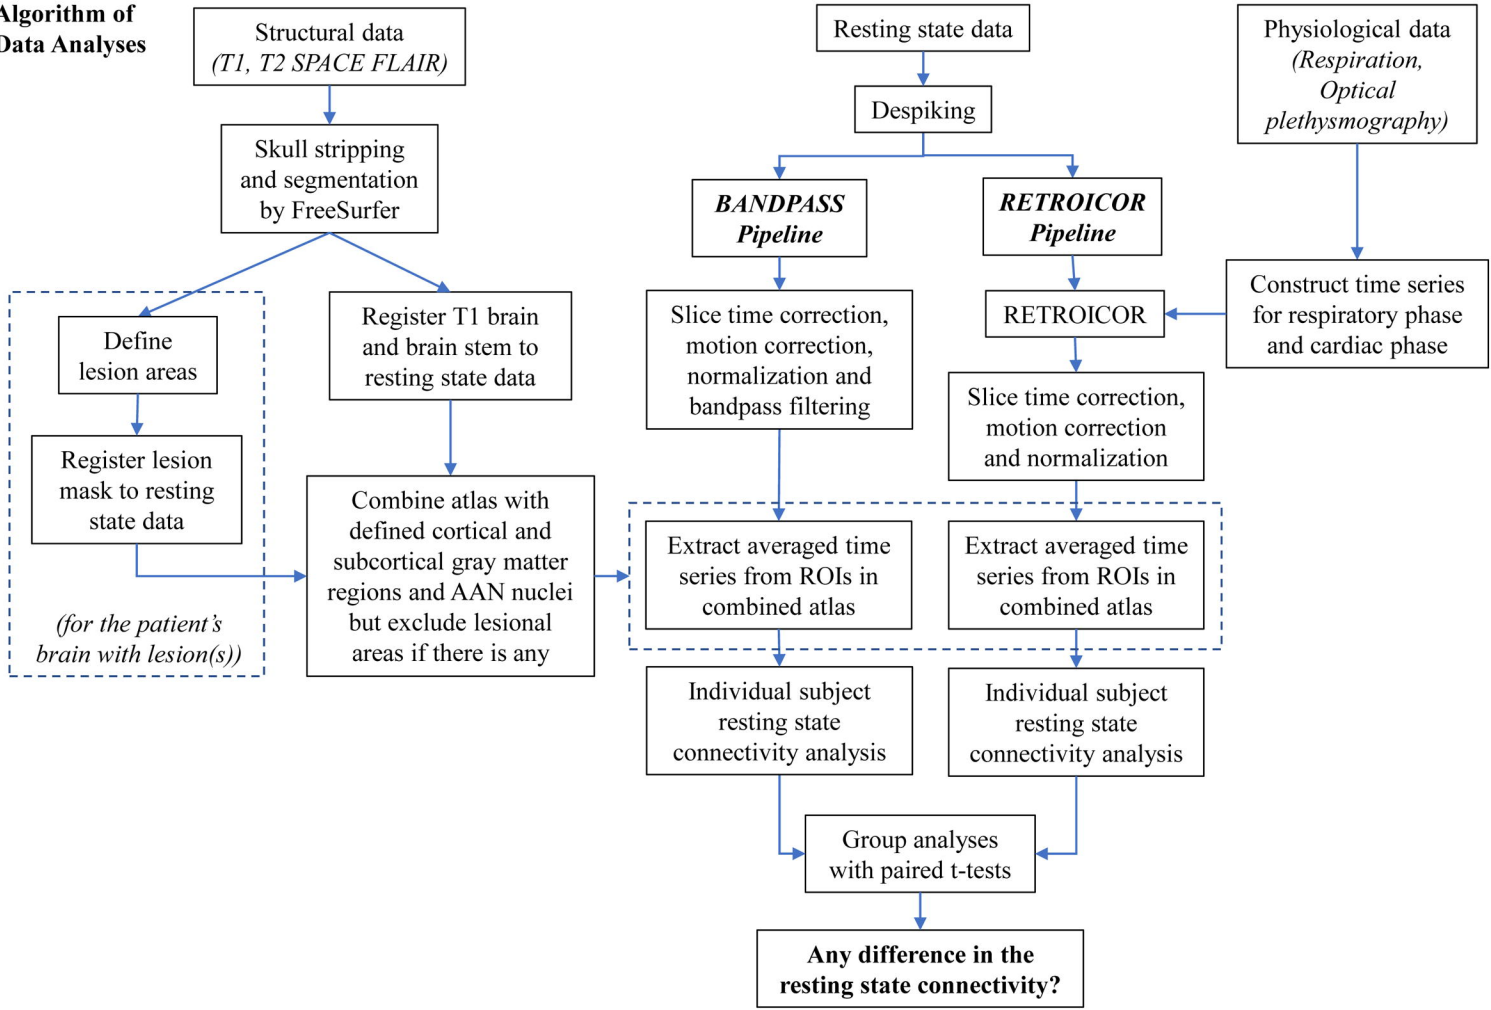 Algorithm of
Data Analyses
Structural data
(T1, T2 SPACE FLAIR)
Skull stripping
and segmentation
by FreeSurfer
Define
lesion areas
Register lesion
mask to resting
state data
(for the patient's
brain with lesion(s))
Register T1 brain
and brain stem to
resting state data
Combine atlas with
defined cortical and
subcortical gray matter
regions and AAN nuclei
but exclude lesional
areas if there is any
Resting state data
Despiking
BANDPASS
Pipeline
Slice time correction,
motion correction,
normalization and
bandpass filtering
Extract averaged time
series from ROIs in
combined atlas
Individual subject
resting state
connectivity analysis
RETROICOR
Pipeline
RETROICOR
Slice time correction,
motion correction
and normalization
Extract averaged time
series from ROIs in
combined atlas
Individual subject
resting state
connectivity analysis
Physiological data
(Respiration,
Optical
plethysmography)
Construct time series
for respiratory phase
and cardiac phase
Group analyses
with paired t-tests
Any difference in the
resting state connectivity?